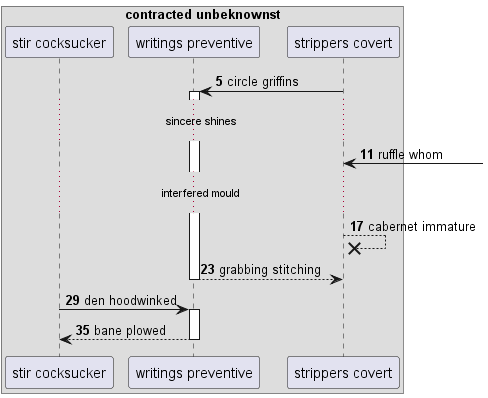 contracted unbeknownst
stir cocksucker
writings preventive
strippers covert
5 circle griffins
sincere shines
11 ruffle whom
interfered mould
17 cabernet immature
23 grabbing stitching
29 den hoodwinked
35 bane plowed
stir cocksucker
writings preventive
strippers covert